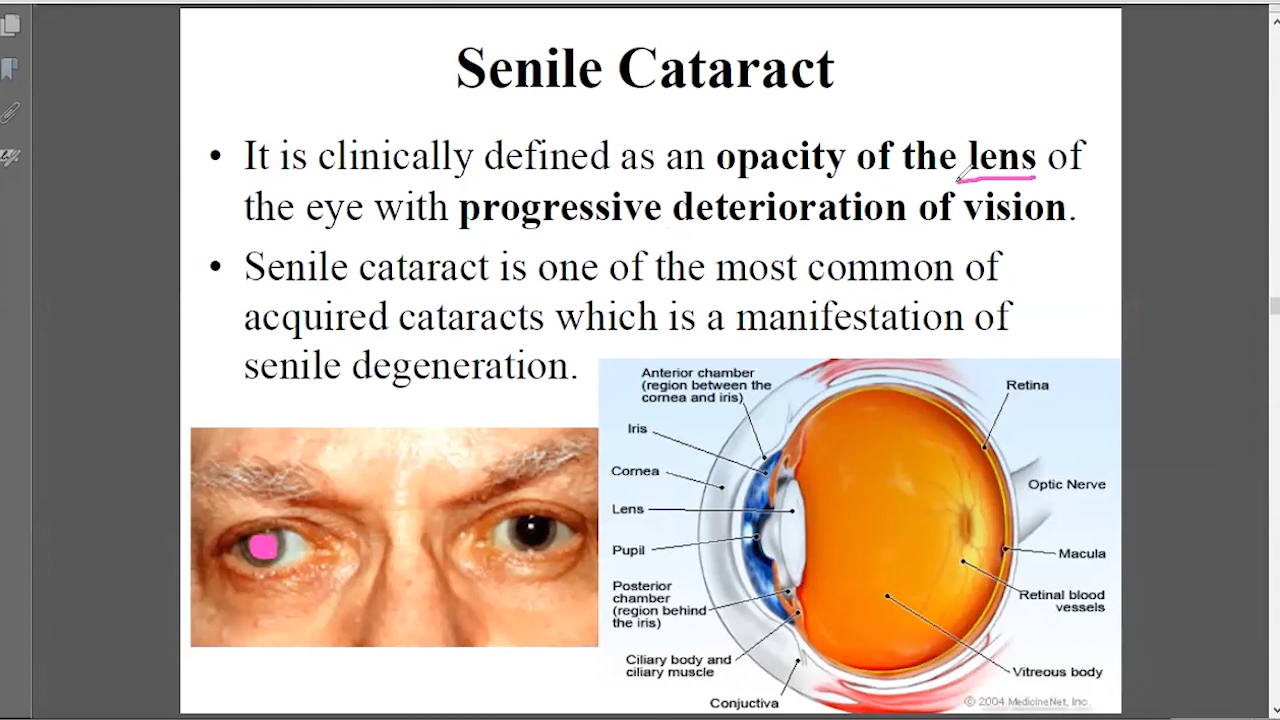 Senile Cataract
• It is clinically defined as an opacity of the lens of
the eye with progressive deterioration of vision.
• Senile cataract is one of the most common of
acquired cataracts which is a manifestation of
senile degeneration.
Anterior chamber
(region between the
cornea and iris)
Iris
Cornea
Lens
Pupil
Posterior
chamber
(region behind
the iris)
Ciliary body and
ciliary muscle
Conjuctiva
Retina
Optic Nerve
Macula
Retinal blood
vessels
Vitreous body
© 2004 MedicineNet, Inc.